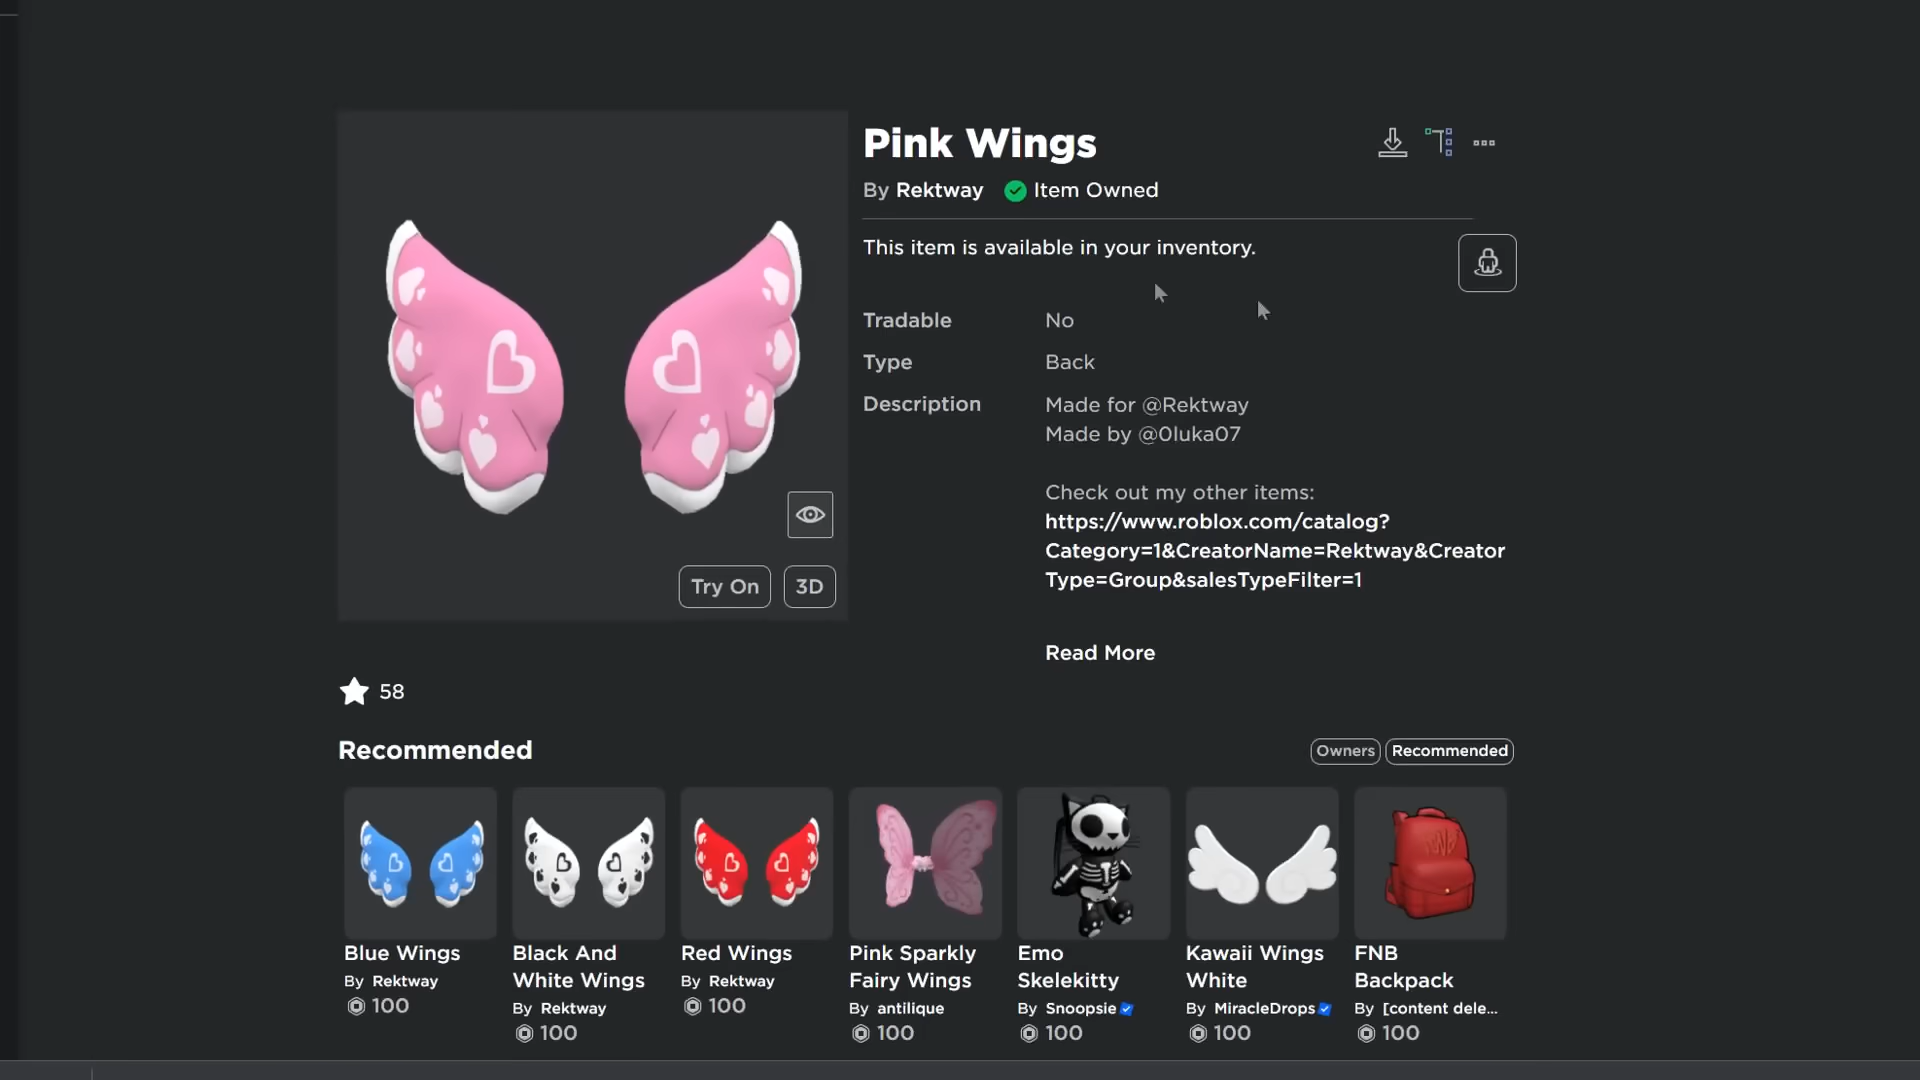 Pink Wings
By Rektway Item Owned
This item is available in your inventory.
Tradable No
Type Back
Description Made for @Rektway
Made by @0luka07
Check out my other items:
https://www.roblox.com/catalog?
Category=1&CreatorName=Rektway&Creator
Type=Group&salesTypeFilter=1
Read More
Try On 3D
58
Recommended
Owners Recommended
Blue Wings
By Rektway
100
Black And
White Wings
By Rektway
100
Red Wings
By Rektway
100
Pink Sparkly
Fairy Wings
By antilique
100
Emo
Skelekitty
By Snoopsie
100
Kawaii Wings
White
By MiracleDrops
100
FNB
Backpack
By [content dele...
100